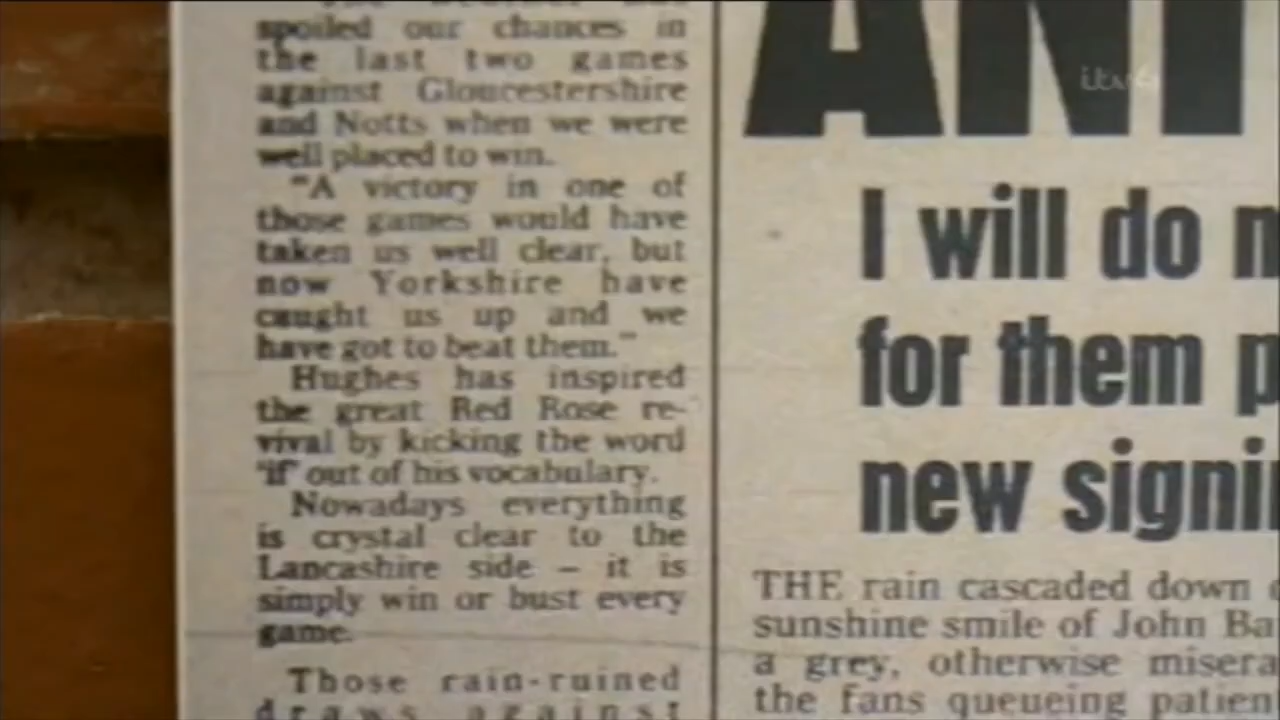 spoiled our chances in
the last two games
against Gloucestershire
and Notts when we were
well placed to win.
"A victory in one of
those games would have
taken us well clear, but
now Yorkshire have
caught us up and we
have got to beat them."
Hughes has inspired
the great Red Rose re-
vival by kicking the word
'if' out of his vocabulary.
Nowadays everything
is crystal clear to the
Lancashire side – it is
simply win or bust every
game.
Those rain-ruined
draws against
ANI
itv4
I will do
for them p
new signi
THE rain cascaded down
sunshine smile of John Ba
a grey, otherwise misera
the fans queueing patien